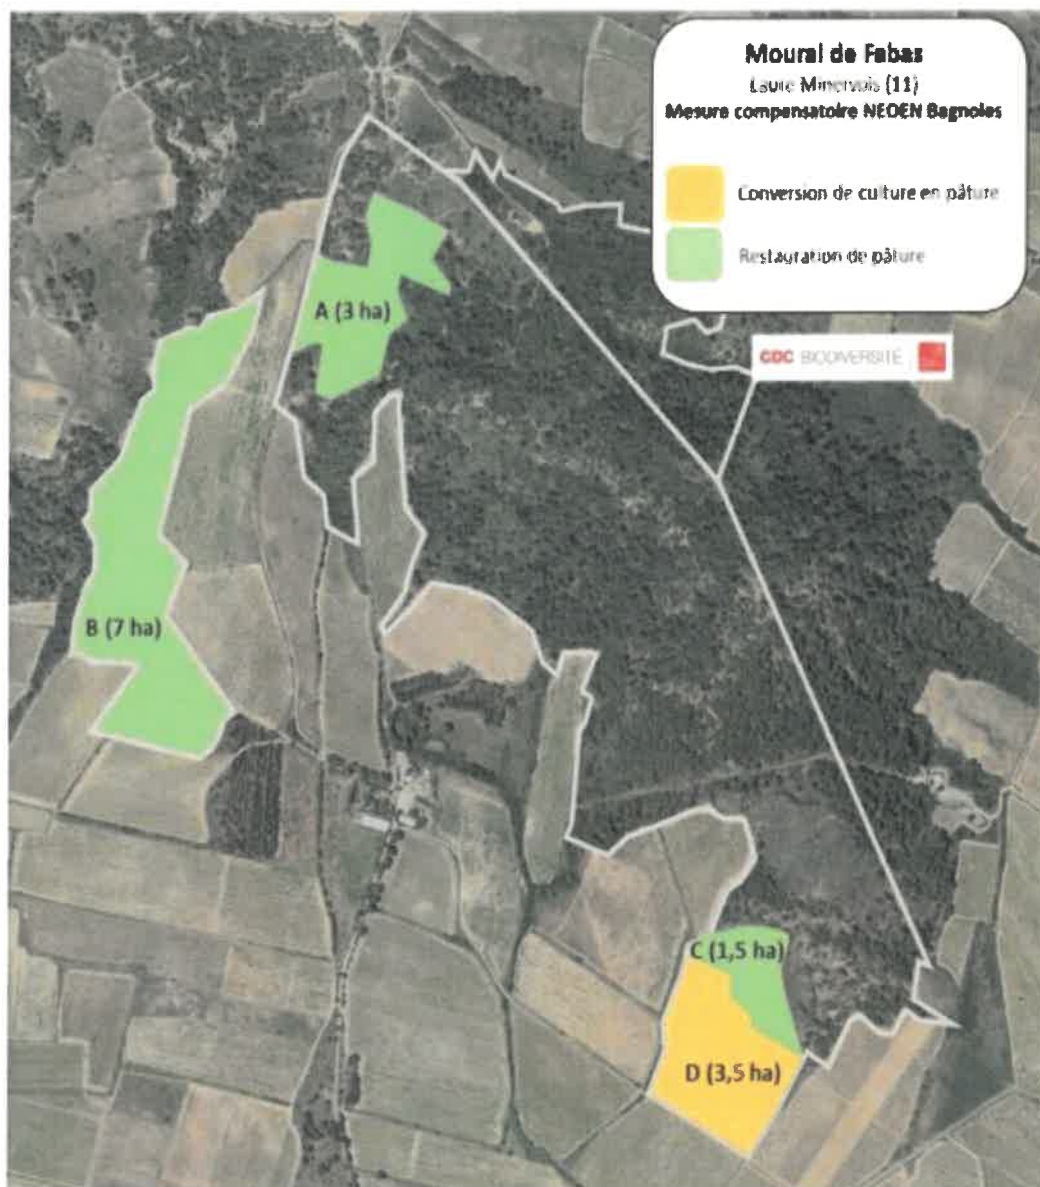 Moural de Fabas
Laure Minervois (11)
Mesure compensatoire NEOEN Bagnoles
Conversion de culture en pâture
Restauration de pâture
CDC BIODIVERSITÉ
A (3 ha)
B (7 ha)
C (1,5 ha)
D (3,5 ha)